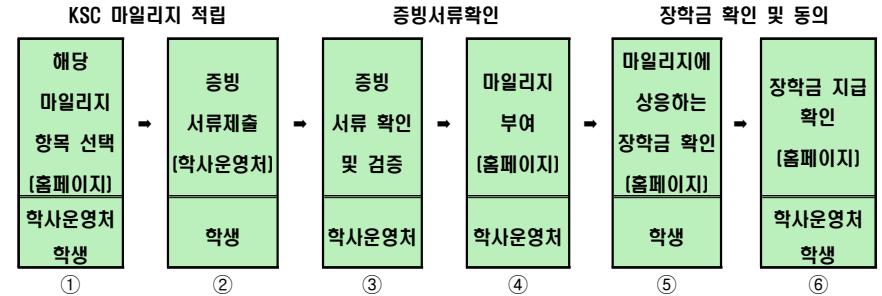 KSC 마일리지 적립
증빙서류확인
장학금 확인 및 동의
해당
마일리지
항목 선택
(홈페이지)
학사운영처
학생
①
➡
증빙
서류제출
(학사운영처)
학생
②
➡
증빙
서류 확인
및 검증
학사운영처
③
➡
마일리지
부여
(홈페이지)
학사운영처
④
➡
마일리지에
상응하는
장학금 확인
(홈페이지)
학생
⑤
➡
장학금 지급
확인
(홈페이지)
학사운영처
학생
⑥